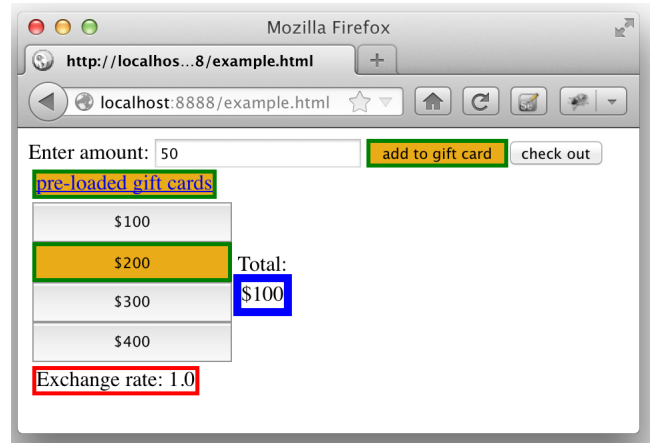 Mozilla Firefox
http://localhos...8/example.html
localhost:8888/example.html
Enter amount: 50 add to gift card check out
pre-loaded gift cards
$100
$200
$300
$400
Total:
$100
Exchange rate: 1.0